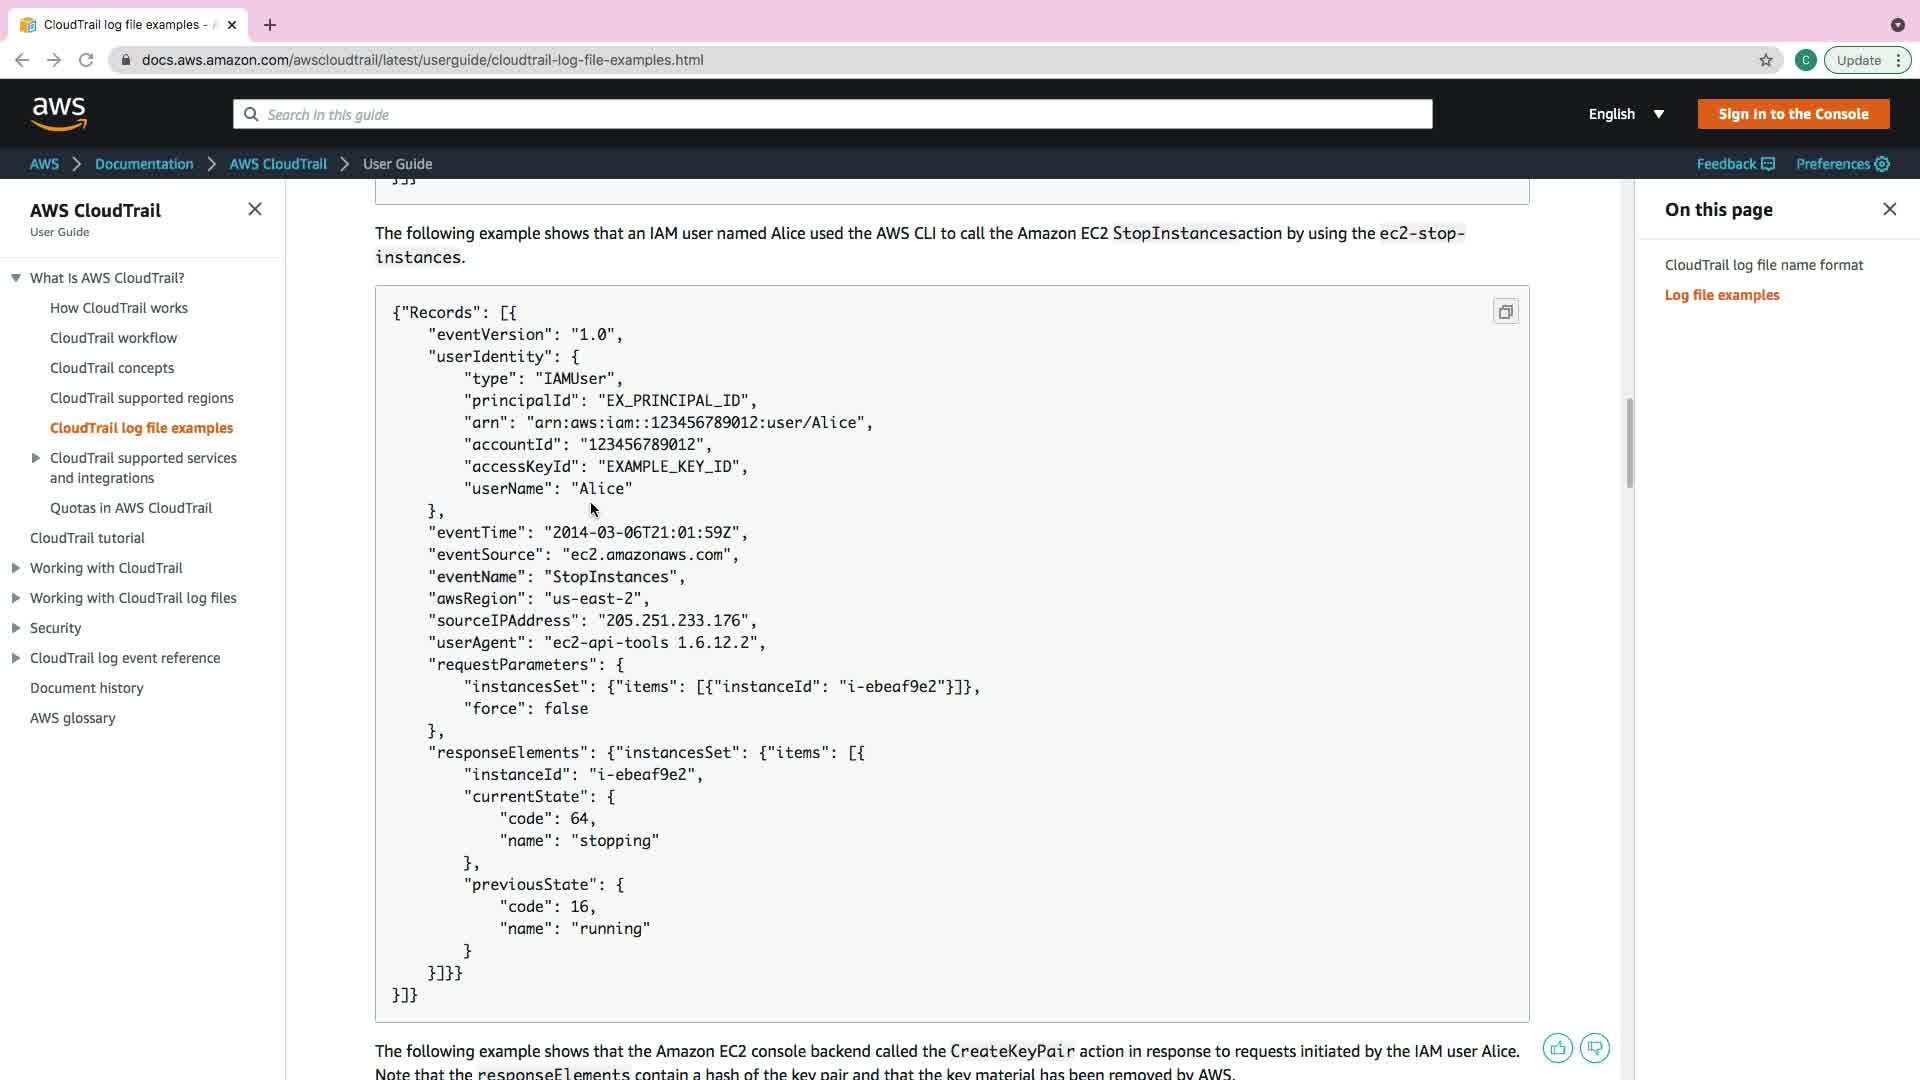 CloudTrail log file examples -
docs.aws.amazon.com/awscloudtrail/latest/userguide/cloudtrail-log-file-examples.html
C
Update
aws
Search in this guide
English
Sign In to the Console
AWS
Documentation
AWS CloudTrail
User Guide
Feedback
Preferences
AWS CloudTrail
User Guide
What Is AWS CloudTrail?
How CloudTrail works
CloudTrail workflow
CloudTrail concepts
CloudTrail supported regions
CloudTrail log file examples
CloudTrail supported services
and integrations
Quotas in AWS CloudTrail
CloudTrail tutorial
Working with CloudTrail
Working with CloudTrail log files
Security
CloudTrail log event reference
Document history
AWS glossary
}]}
The following example shows that an IAM user named Alice used the AWS CLI to call the Amazon EC2 StopInstancesaction by using the ec2-stop-
instances.
{"Records": [{
"eventVersion": "1.0",
"userIdentity": {
"type": "IAMUser",
"principalId": "EX_PRINCIPAL_ID",
"arn": "arn:aws:iam::123456789012:user/Alice",
"accountId": "123456789012",
"accessKeyId": "EXAMPLE_KEY_ID",
"userName": "Alice"
},
"eventTime": "2014-03-06T21:01:59Z",
"eventSource": "ec2.amazonaws.com",
"eventName": "StopInstances",
"awsRegion": "us-east-2",
"sourceIPAddress": "205.251.233.176",
"userAgent": "ec2-api-tools 1.6.12.2",
"requestParameters": {
"instancesSet": {"items": [{"instanceId": "i-ebeaf9e2"}]},
"force": false
},
"responseElements": {"instancesSet": {"items": [{
"instanceId": "i-ebeaf9e2",
"currentState": {
"code": 64,
"name": "stopping"
},
"previousState": {
"code": 16,
"name": "running"
}
}]}}
}]}
The following example shows that the Amazon EC2 console backend called the CreateKeyPair action in response to requests initiated by the IAM user Alice.
Note that the responseElements contain a hash of the key pair and that the key material has been removed by AWS.
On this page
CloudTrail log file name format
Log file examples